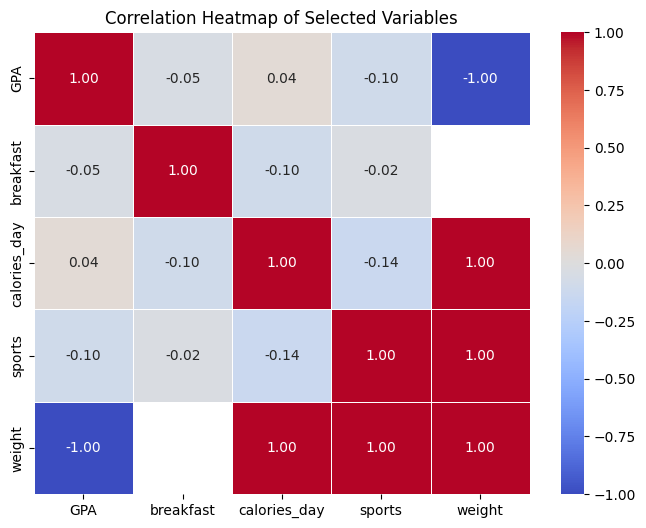 Correlation Heatmap of Selected Variables
GPA
1.00
-0.05
0.04
-0.10
-1.00
breakfast
-0.05
1.00
-0.10
-0.02
calories_day
0.04
-0.10
1.00
-0.14
1.00
sports
-0.10
-0.02
-0.14
1.00
1.00
weight
-1.00
1.00
1.00
1.00
GPA
breakfast
calories_day
sports
weight
1.00
0.75
0.50
0.25
0.00
−0.25
−0.50
−0.75
−1.00